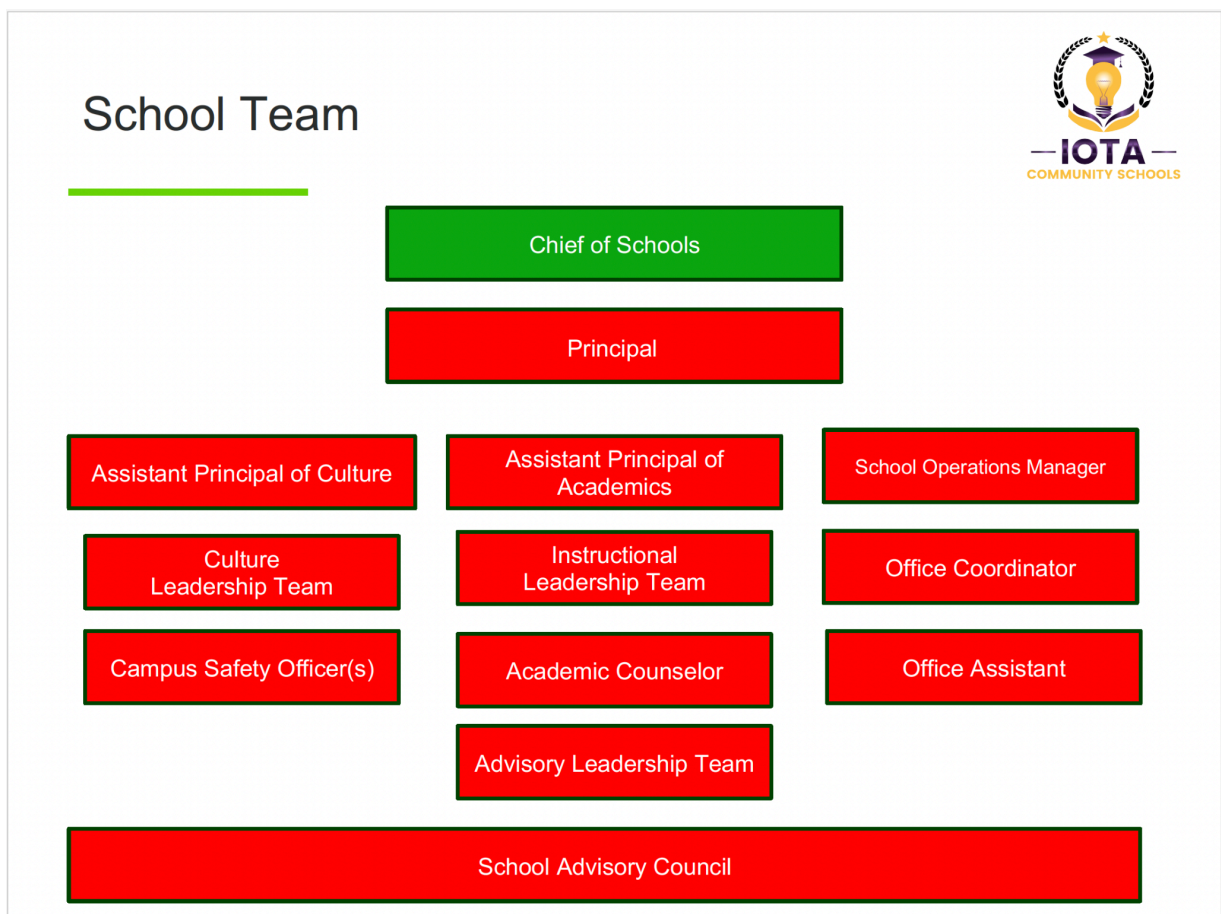 School Team
IOTA
COMMUNITY SCHOOLS
Chief of Schools
Principal
Assistant Principal of Culture
Assistant Principal of
Academics
School Operations Manager
Culture
Leadership Team
Instructional
Leadership Team
Office Coordinator
Campus Safety Officer(s)
Academic Counselor
Office Assistant
Advisory Leadership Team
School Advisory Council